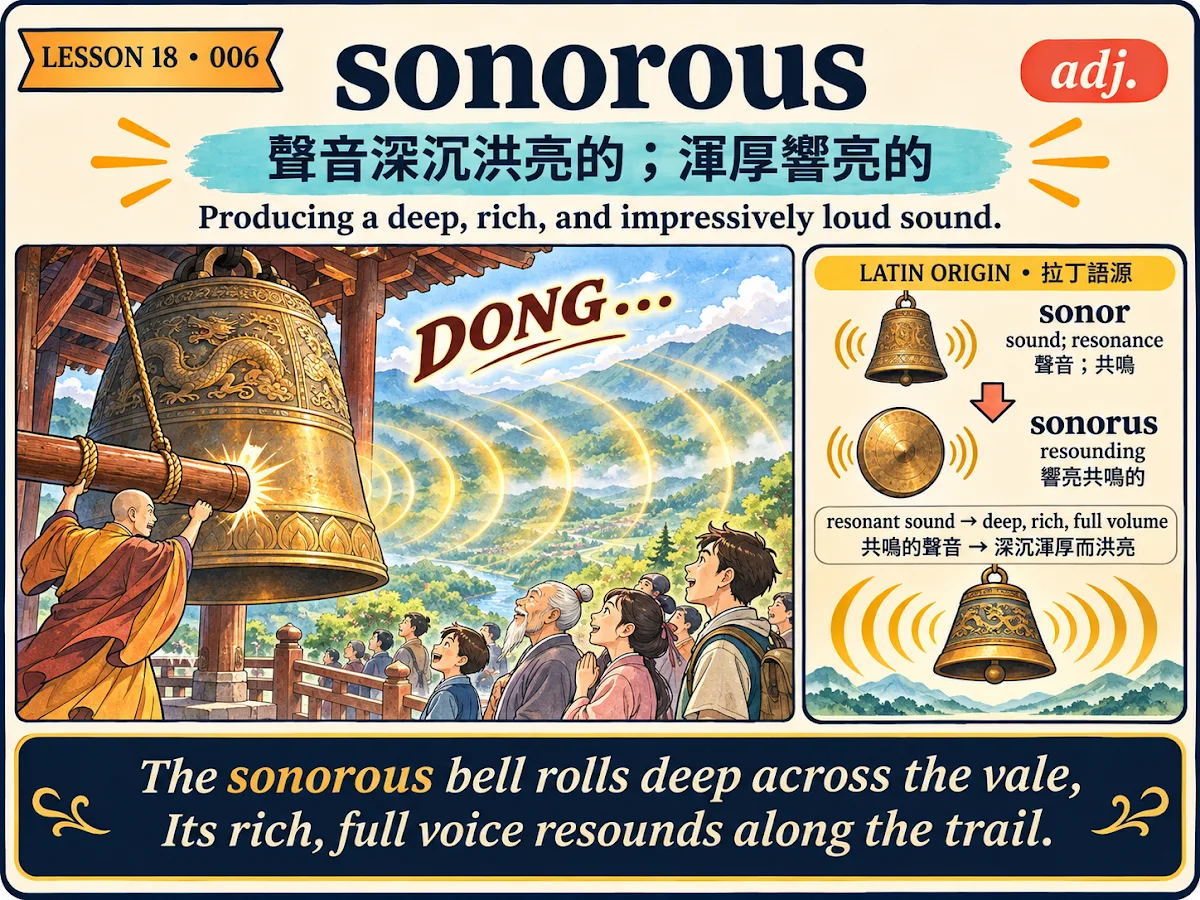 LESSON 18 • 006
sonorous
adj.
聲音深沉洪亮的；渾厚響亮的
Producing a deep, rich, and impressively loud sound.
DONG...
LATIN ORIGIN • 拉丁語源
sonor
sound; resonance
聲音；共鳴
sonorus
resounding
響亮共鳴的
resonant sound → deep, rich, full volume
共鳴的聲音 → 深沉渾厚而洪亮
The sonorous bell rolls deep across the vale,
Its rich, full voice resounds along the trail.